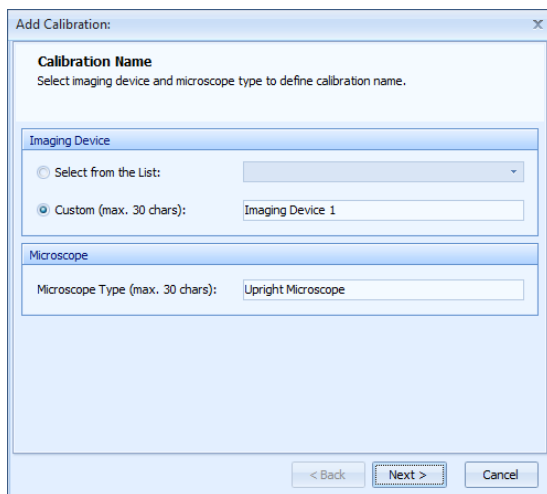 Add Calibration:
Calibration Name
Select imaging device and microscope type to define calibration name.
Imaging Device
Select from the List:
Custom (max. 30 chars): Imaging Device 1
Microscope
Microscope Type (max. 30 chars): Upright Microscope
< Back Next > Cancel